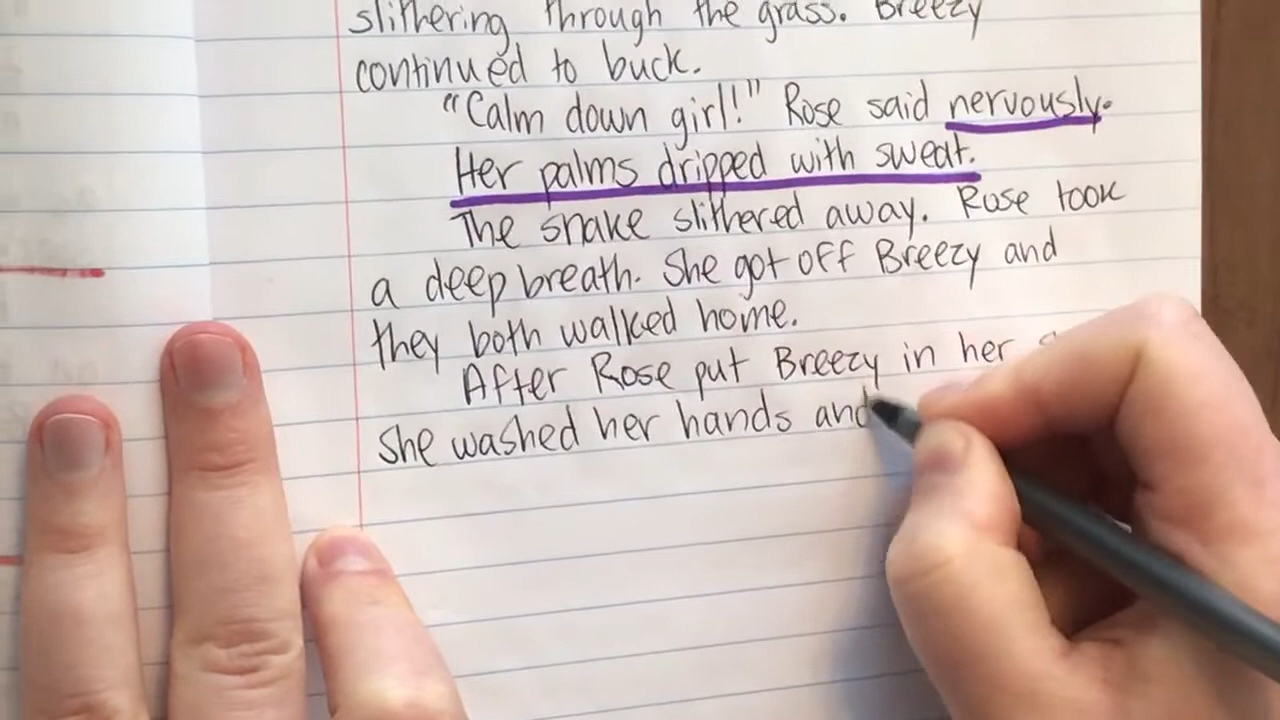 slithering through the grass. Breezy
continued to buck.
"Calm down girl!" Rose said nervously.
Her palms dripped with sweat.
The snake slithered away. Rose took
a deep breath. She got off Breezy and
they both walked home.
After Rose put Breezy in her
she washed her hands and